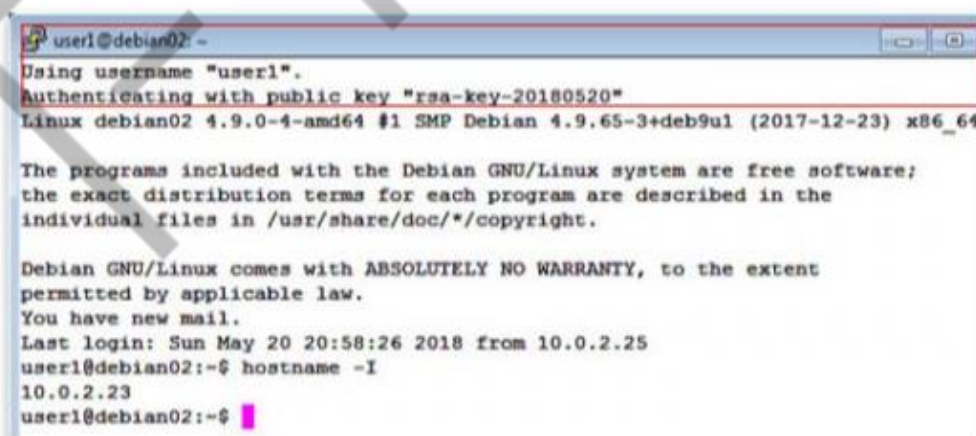 user1@debian02: ~
Using username "user1".
Authenticating with public key "rsa-key-20180520"
Linux debian02 4.9.0-4-amd64 #1 SMP Debian 4.9.65-3+deb9u1 (2017-12-23) x86_64

The programs included with the Debian GNU/Linux system are free software;
the exact distribution terms for each program are described in the
individual files in /usr/share/doc/*/copyright.

Debian GNU/Linux comes with ABSOLUTELY NO WARRANTY, to the extent
permitted by applicable law.
You have new mail.
Last login: Sun May 20 20:58:26 2018 from 10.0.2.25
user1@debian02:~$ hostname -I
10.0.2.23
user1@debian02:~$